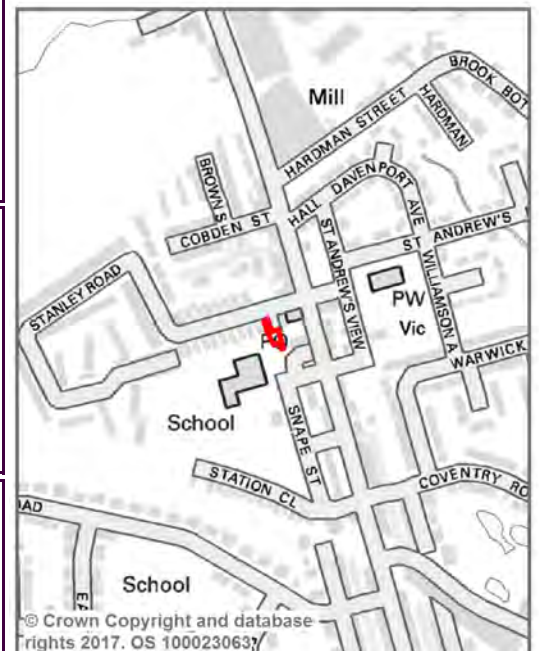 Mill
BROOK BOT
HARDMAN STREET
HARDMAN
BROWN S
HALL
DAVENPORT AVE
COBDEN ST
ST ANDREW'S VIEW
ST ANDREW'S
STANLEY ROAD
WILLIAMSON A
PW
Vic
WARWICK
School
SNAPE ST
STATION CL
COVENTRY RO
OAD
School
EA
© Crown Copyright and database
rights 2017. OS 100023063